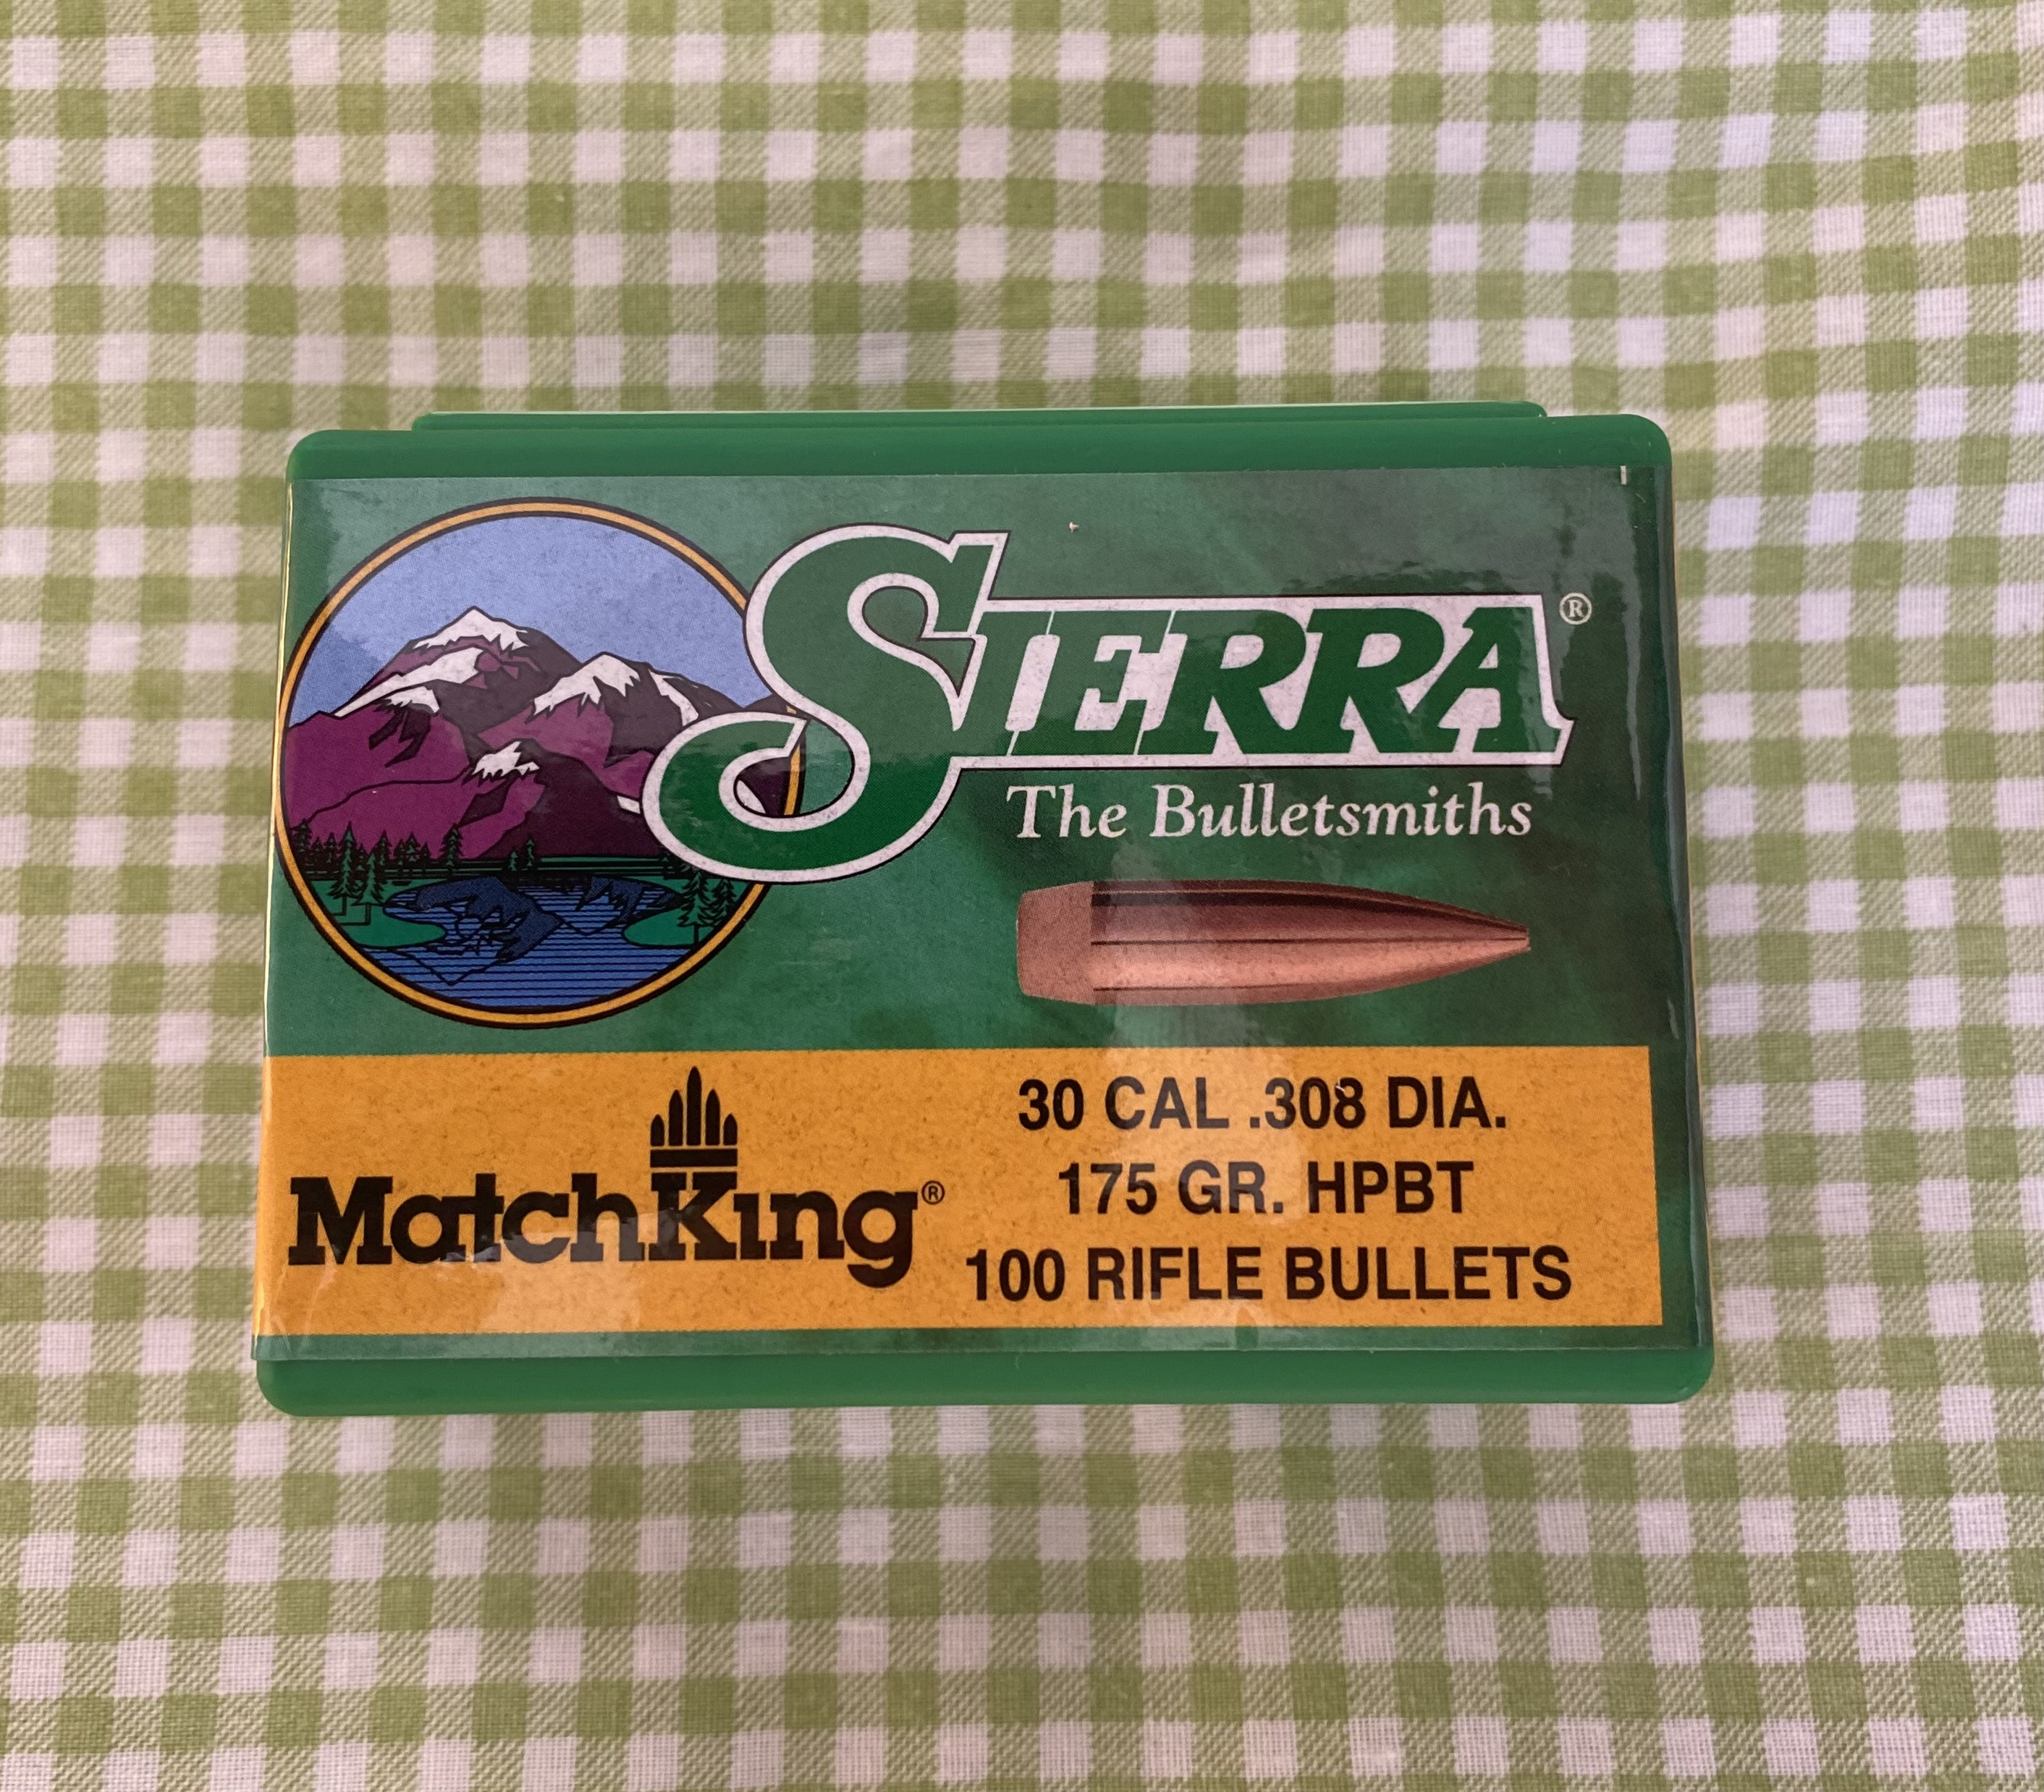 SIERRA®
The Bulletsmiths
MatchKing®
30 CAL .308 DIA.
175 GR. HPBT
100 RIFLE BULLETS